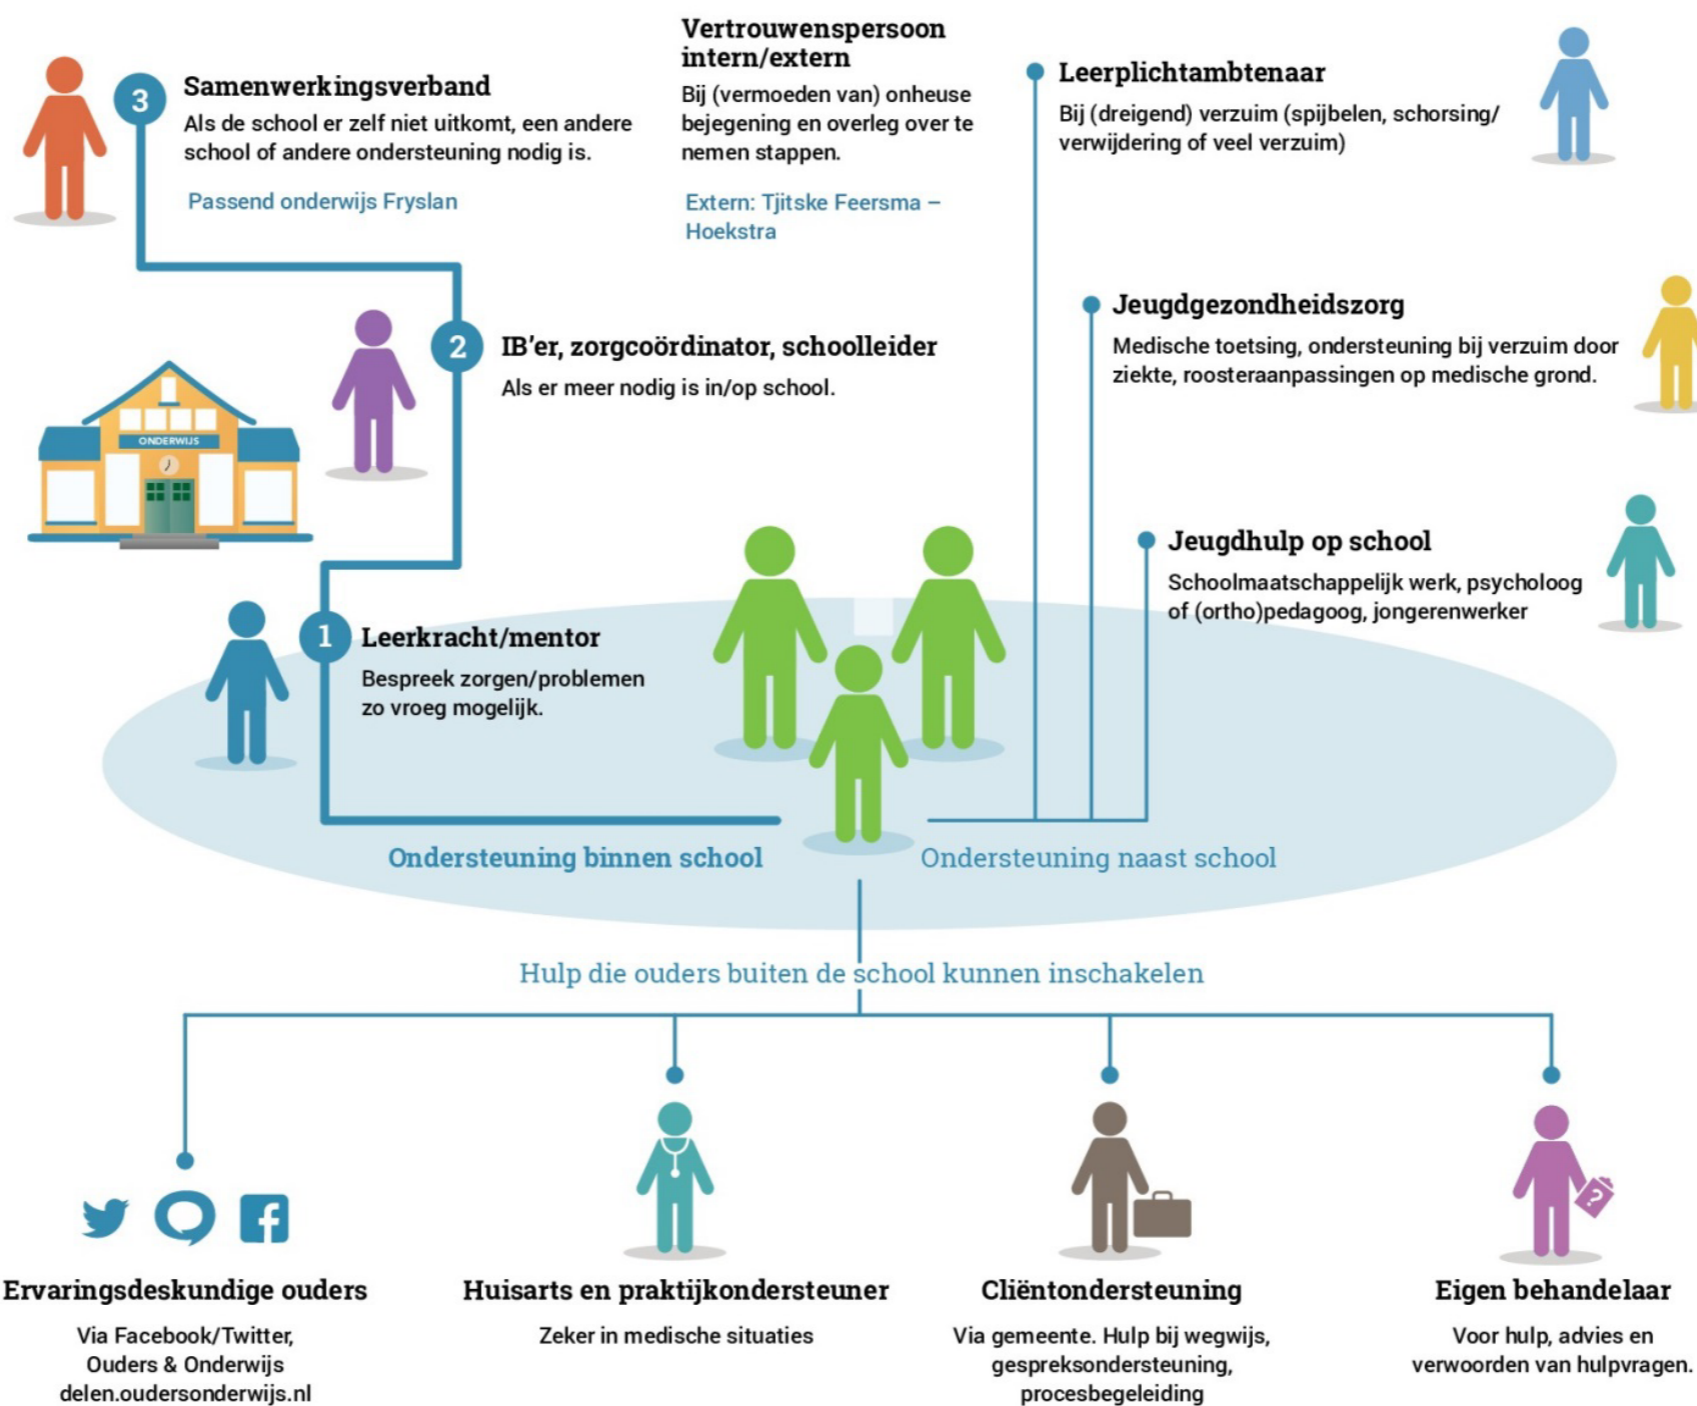 3
Samenwerkingsverband
Als de school er zelf niet uitkomt, een andere
school of andere ondersteuning nodig is.
Passend onderwijs Fryslan
Vertrouwenspersoon
intern/extern
Bij (vermoeden van) onheuse
bejegening en overleg over te
nemen stappen.
Extern: Tjitske Feersma –
Hoekstra
Leerplichtambtenaar
Bij (dreigend) verzuim (spijbelen, schorsing/
verwijdering of veel verzuim)
2
IB'er, zorgcoördinator, schoolleider
Als er meer nodig is in/op school.
Jeugdgezondheidszorg
Medische toetsing, ondersteuning bij verzuim door
ziekte, roosteraanpassingen op medische grond.
ONDERWIJS
Jeugdhulp op school
Schoolmaatschappelijk werk, psycholoog
of (ortho)pedagoog, jongerenwerker
1
Leerkracht/mentor
Bespreek zorgen/problemen
zo vroeg mogelijk.
Ondersteuning binnen school
Ondersteuning naast school
Hulp die ouders buiten de school kunnen inschakelen
?
Ervaringsdeskundige ouders
Via Facebook/Twitter,
Ouders & Onderwijs
delen.oudersonderwijs.nl
Huisarts en praktijkondersteuner
Zeker in medische situaties
Cliëntondersteuning
Via gemeente. Hulp bij wegwijs,
gespreksondersteuning,
procesbegeleiding
Eigen behandelaar
Voor hulp, advies en
verwoorden van hulpvragen.